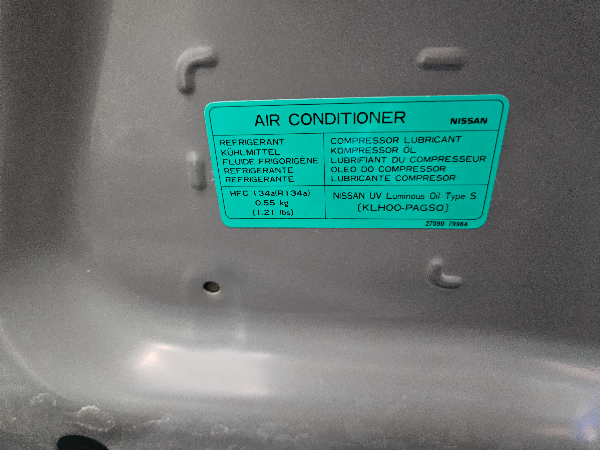 AIR CONDITIONER NISSAN
REFRIGERANT
KÜHLMITTEL
FLUIDE FRIGORIGÈNE
REFRIGERANTE
REFRIGERANTE
COMPRESSOR LUBRICANT
KOMPRESSOR ÖL
LUBRIFIANT DU COMPRESSEUR
OLEO DO COMPRESSOR
LUBRICANTE COMPRESOR
HFC 134a(R134a)
0.55 kg
(1.21 lbs)
NISSAN UV Luminous Oil Type S
[KLH00-PAGS0]
27090 79964